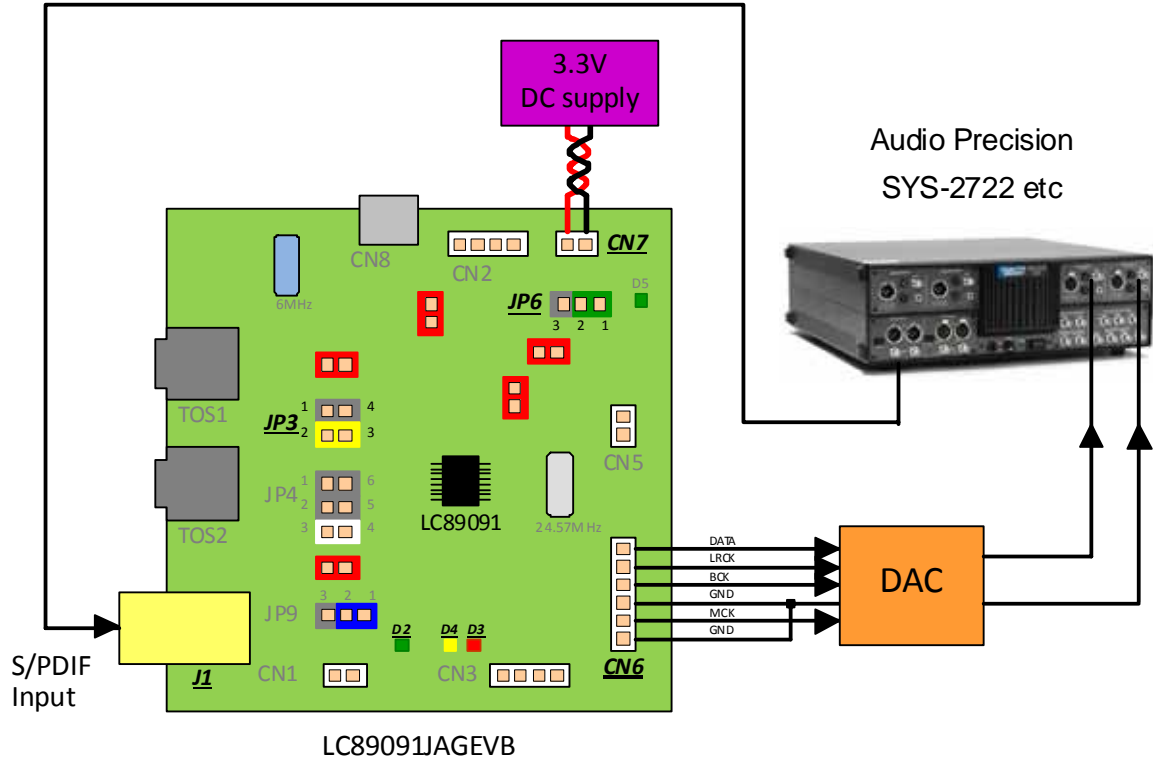 3.3V
DC supply
Audio Precision
SYS-2722 etc
CN8
CN2
CN7
6MHz
JP6
D5
3 2 1
TOS1
1 4
JP3
2 3
CN5
TOS2
JP4
1 6
2 5
3 4
LC89091
24.57MHz
DATA
LRCK
BCK
GND
MCK
GND
DAC
JP9
3 2 1
D2
D4
D3
S/PDIF
Input
J1
CN1
CN3
CN6
LC89091JAGEVB